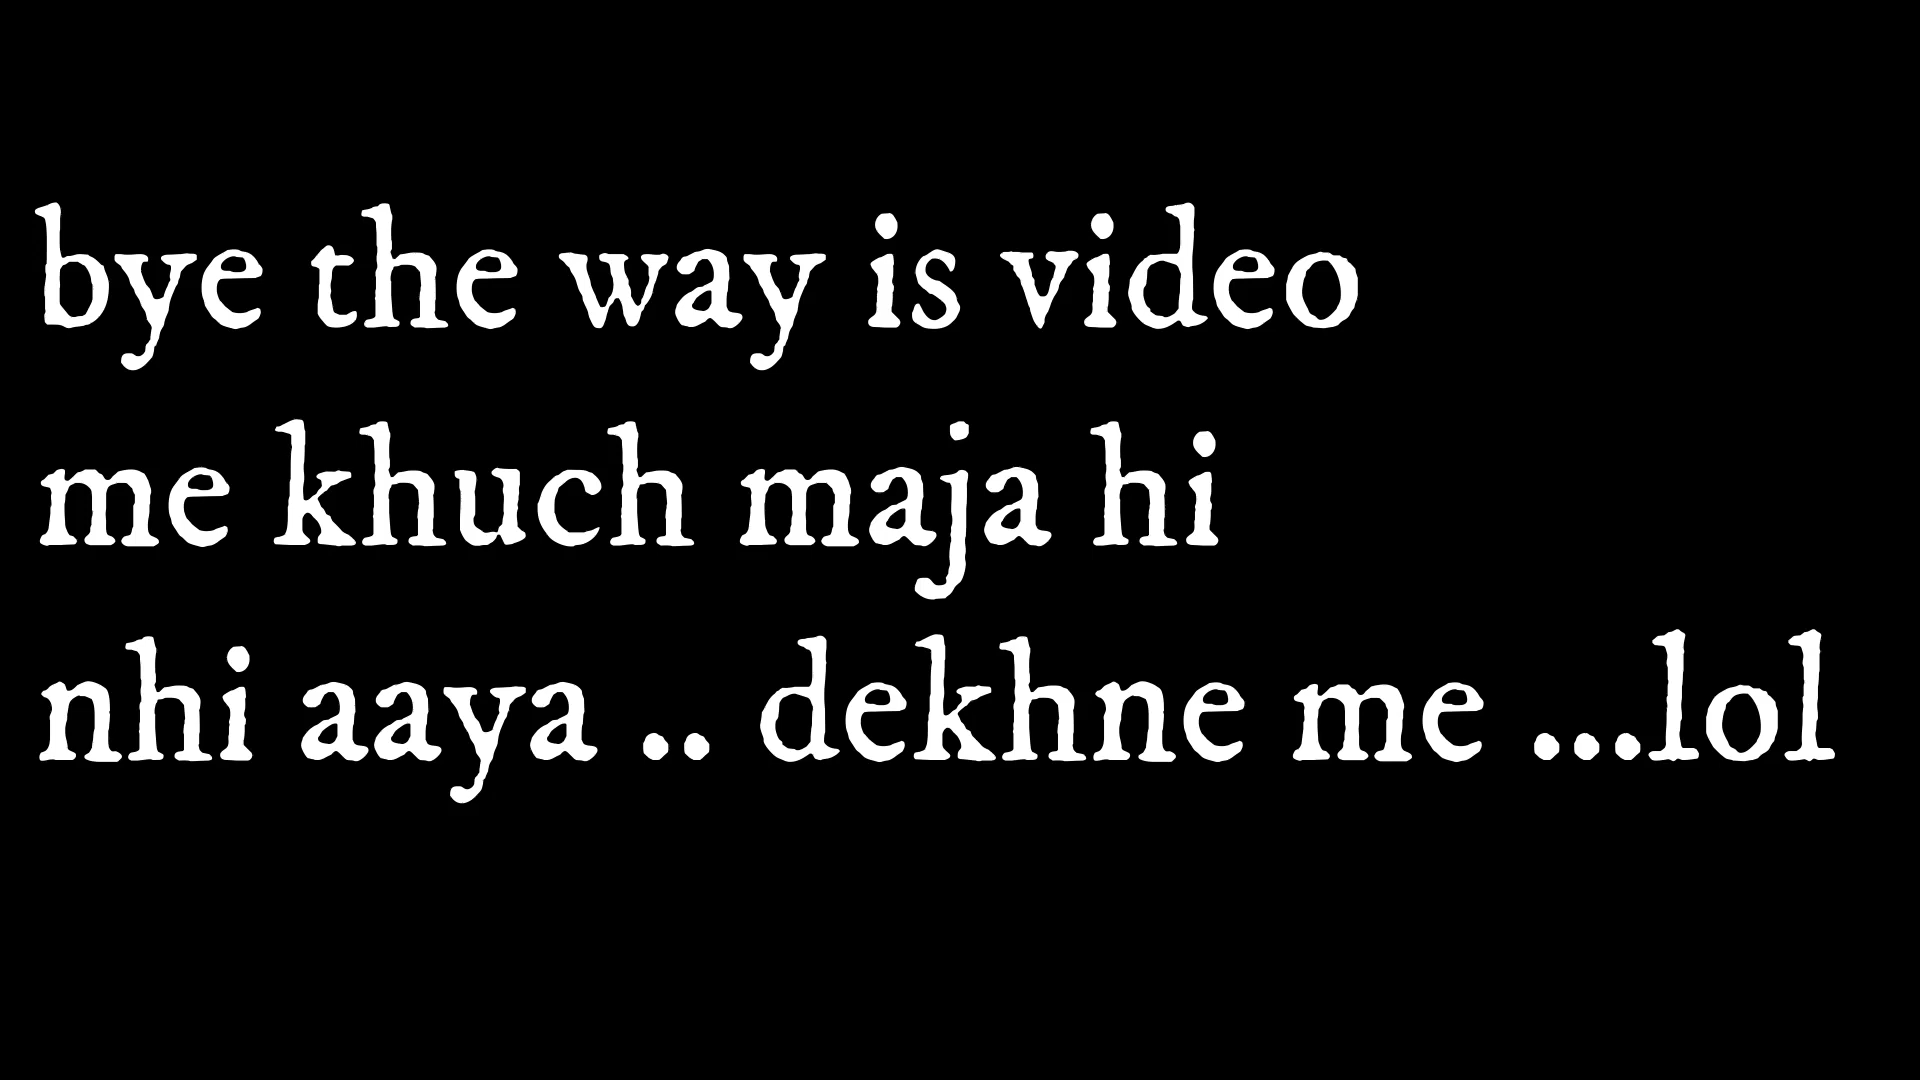 bye the way is video
me khuch maja hi
nhi aaya .. dekhne me ...lol